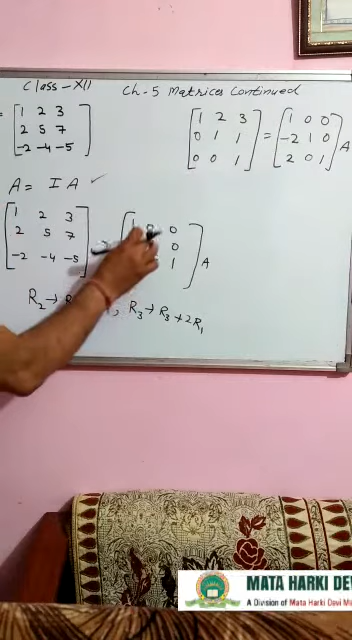 Class-XII Ch-5 Matrices Continued
= [1 2 3
2 5 7
-2 -4 -5]
[1 2 3
0 1 1
0 0 1] = [1 0 0
-2 1 0
2 0 1] A
A = I A ✓
[1 2 3
2 5 7
-2 -4 -5]
0
0
1] A
R2 → , R3 → R3 + 2R1
MATA HARKI DEVI
A Division of Mata Harki Devi